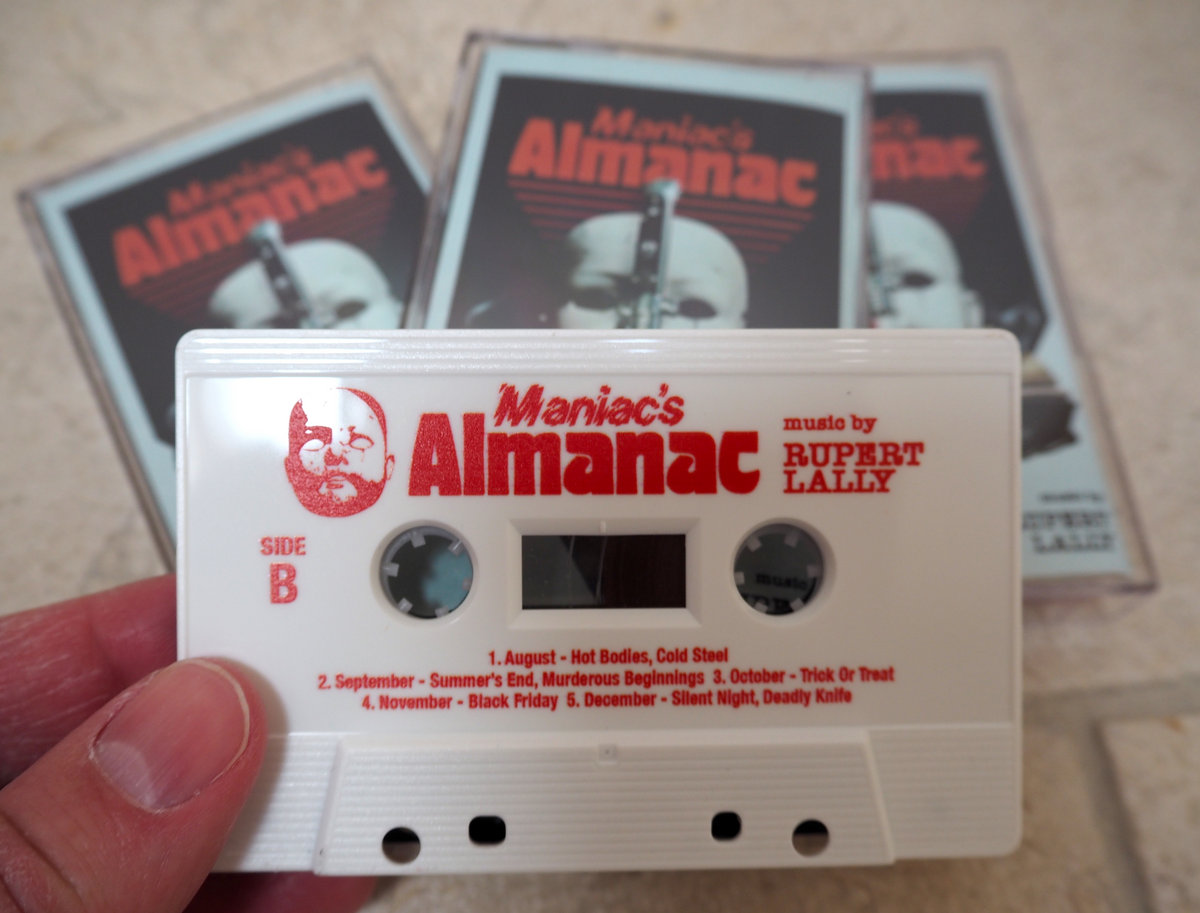 Maniac's
Almanac
Maniac's
Almanac
Maniac's
Almanac
music by
RUPERT
LALLY
SIDE
B
1. August - Hot Bodies, Cold Steel
2. September - Summer's End, Murderous Beginnings 3. October - Trick Or Treat
4. November - Black Friday 5. December - Silent Night, Deadly Knife
music
LALLY